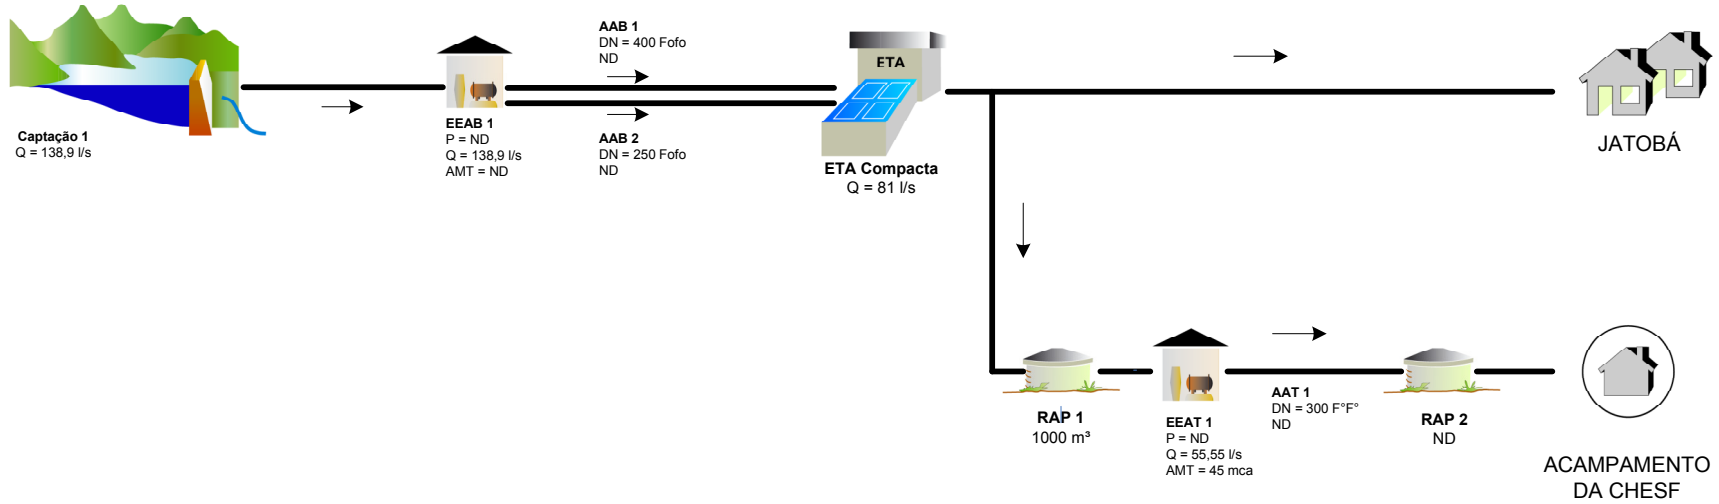 AAB 1
DN = 400 Fofo
ND
ETA
Captação 1
Q = 138,9 l/s
EEAB 1
P = ND
Q = 138,9 l/s
AMT = ND
AAB 2
DN = 250 Fofo
ND
ETA Compacta
Q = 81 l/s
JATOBÁ
RAP 1
1000 m³
EEAT 1
P = ND
Q = 55,55 l/s
AMT = 45 mca
AAT 1
DN = 300 F°F°
ND
RAP 2
ND
ACAMPAMENTO
DA CHESF